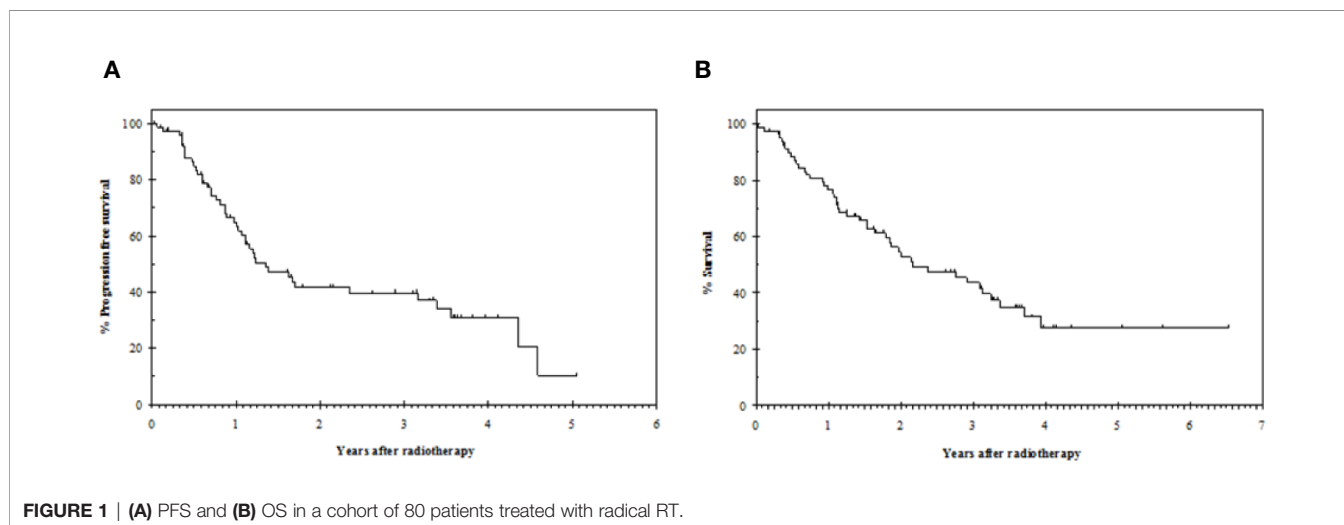 A
B
% Progression free survival
100
80
60
40
20
0
0 1 2 3 4 5 6
Years after radiotherapy
% Survival
100
80
60
40
20
0
0 1 2 3 4 5 6 7
Years after radiotherapy
FIGURE 1 | (A) PFS and (B) OS in a cohort of 80 patients treated with radical RT.